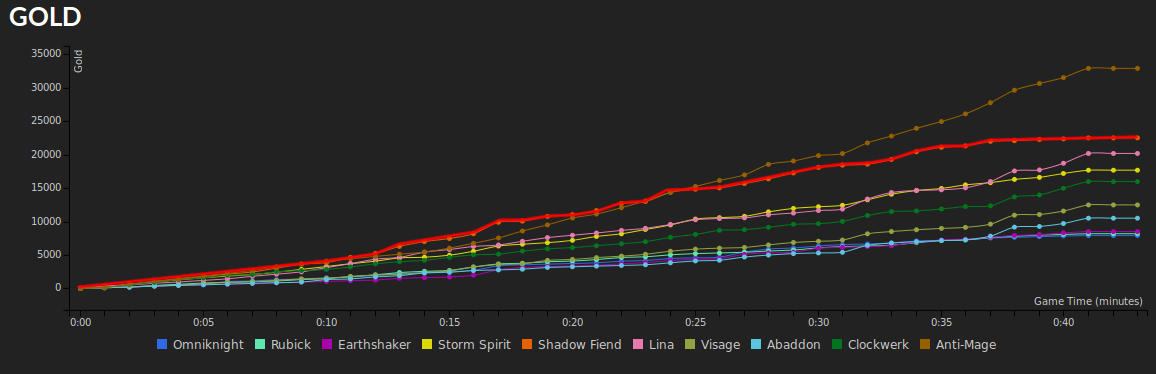 GOLD
Gold
35000
30000
25000
20000
15000
10000
5000
0
Game Time (minutes)
0:00 0:05 0:10 0:15 0:20 0:25 0:30 0:35 0:40
Omniknight Rubick Earthshaker Storm Spirit Shadow Fiend Lina Visage Abaddon Clockwerk Anti-Mage